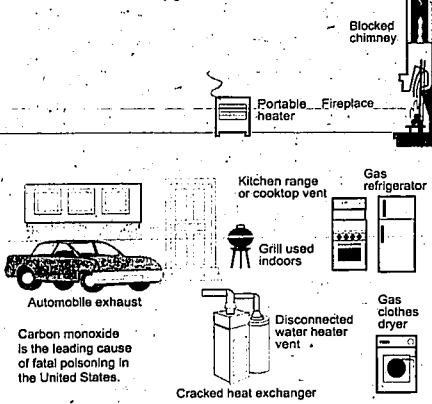 Blocked
chimney
Portable
heater
Fireplace
Kitchen range
or cooktop vent
Gas
refrigerator
Grill used
indoors
Automobile exhaust
Disconnected
water heater
vent
Gas
clothes
dryer
Carbon monoxide
is the leading cause
of fatal poisoning in
the United States.
Cracked heat exchanger